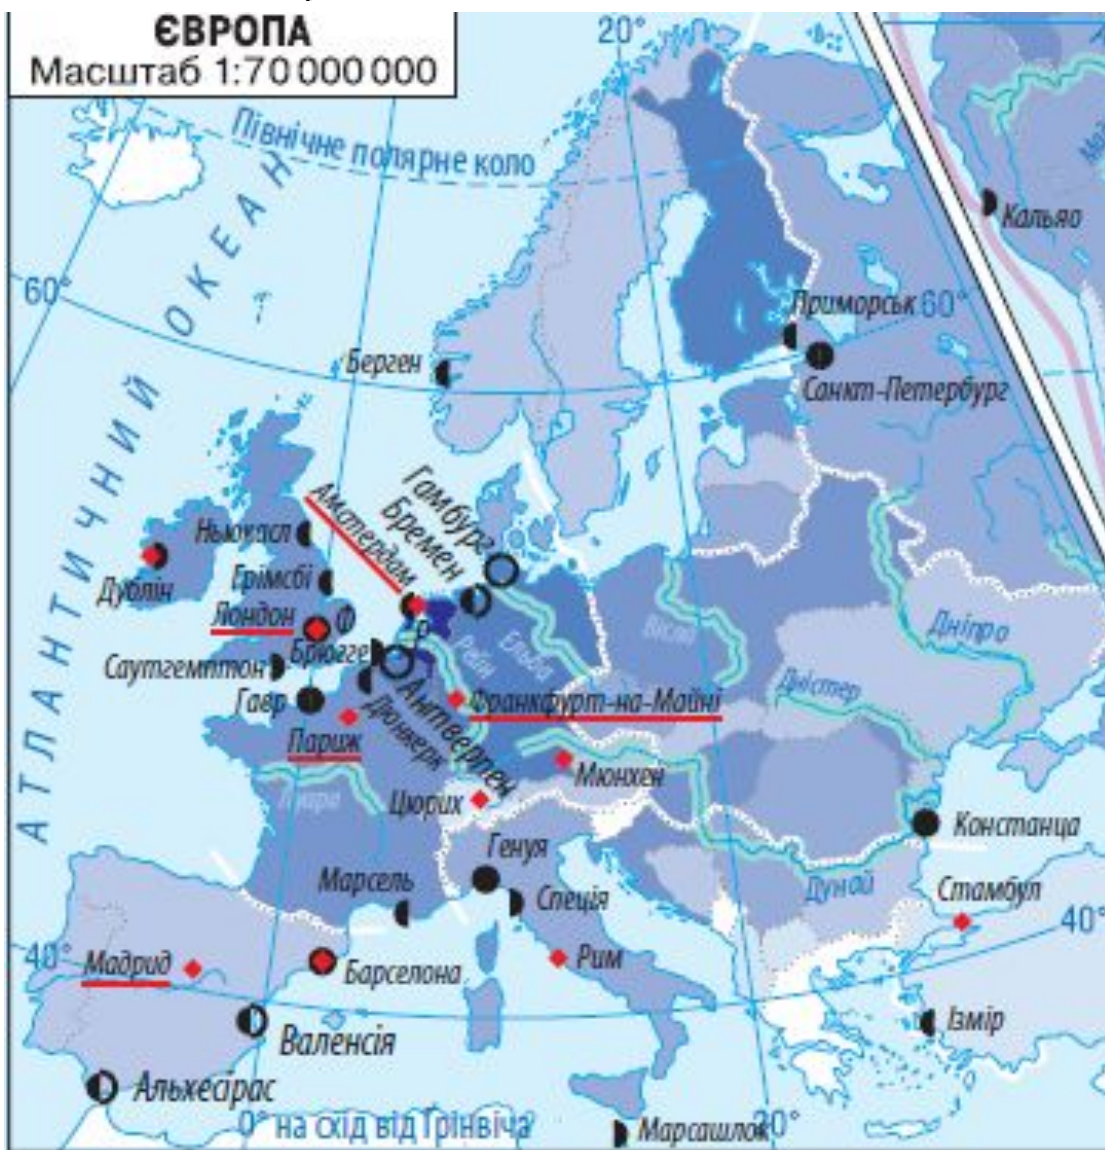 ЄВРОПА
Масштаб 1:70 000 000
20°
Північне полярне коло
АТЛАНТИЧНИЙ ОКЕАН
Кальяо
60°
Приморськ
60°
Берген
Санкт-Петербург
Гамбург
Бремен
Амстердам
Ньюкасл
Дублін
Ґрімсбі
Лондон
Ф
Р
Брюгге
Рейн
Ельба
Вісла
Дніпро
Саутгемптон
Гавр
Антверпен
Дюнкерк
Франкфурт-на-Майні
Дністер
Париж
Мюнхен
Луара
Цюрих
Констанца
Генуя
Марсель
Специя
Дунай
Стамбул
40°
40°
Мадрид
Барселона
Рим
Валенсія
Ізмір
Альхесірас
0° на схід від Ґрінвіча
Марсашлок
20°